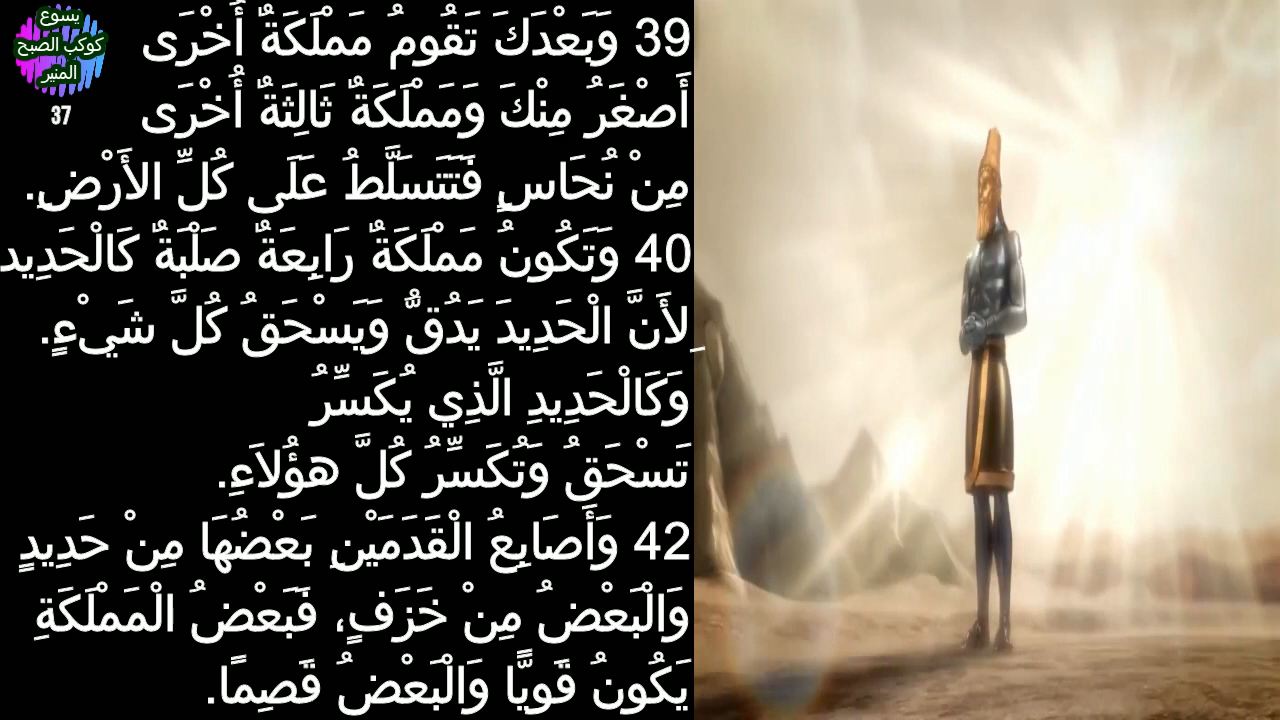 يسوع
كوكب الصبح
المنير
37
39 وَبَعْدَكَ تَقُومُ مَمْلَكَةٌ أُخْرَى
أَصْغَرُ مِنْكَ وَمَمْلَكَةٌ ثَالِثَةٌ أُخْرَى
مِنْ نُحَاسٍ فَتَتَسَلَّطُ عَلَى كُلِّ الأَرْضِ.
40 وَتَكُونُ مَمْلَكَةٌ رَابِعَةٌ صَلْبَةٌ كَالْحَدِيد
ِلأَنَّ الْحَدِيدَ يَدُقُّ وَيَسْحَقُ كُلَّ شَيْءٍ.
وَكَالْحَدِيدِ الَّذِي يُكَسِّرُ
تَسْحَقُ وَتُكَسِّرُ كُلَّ هؤُلاَءِ.
42 وَأَصَابِعُ الْقَدَمَيْنِ بَعْضُهَا مِنْ حَدِيدٍ
وَالْبَعْضُ مِنْ خَزَفٍ، فَبَعْضُ الْمَمْلَكَةِ
يَكُونُ قَوِيًّا وَالْبَعْضُ قَصِمًا.